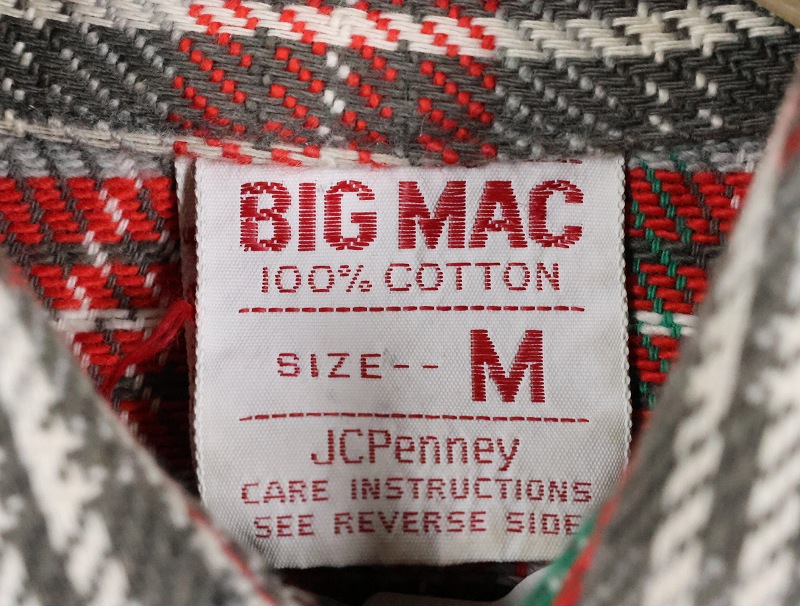 BIG MAC
100% COTTON
SIZE-- M
JCPenney
CARE INSTRUCTIONS
SEE REVERSE SIDE